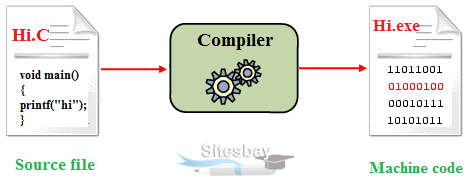 Hi.C
void main()
{
printf("hi");
}
Source file
Compiler
Sitesbay
Hi.exe
11011001
01000100
00010111
10101011
Machine code